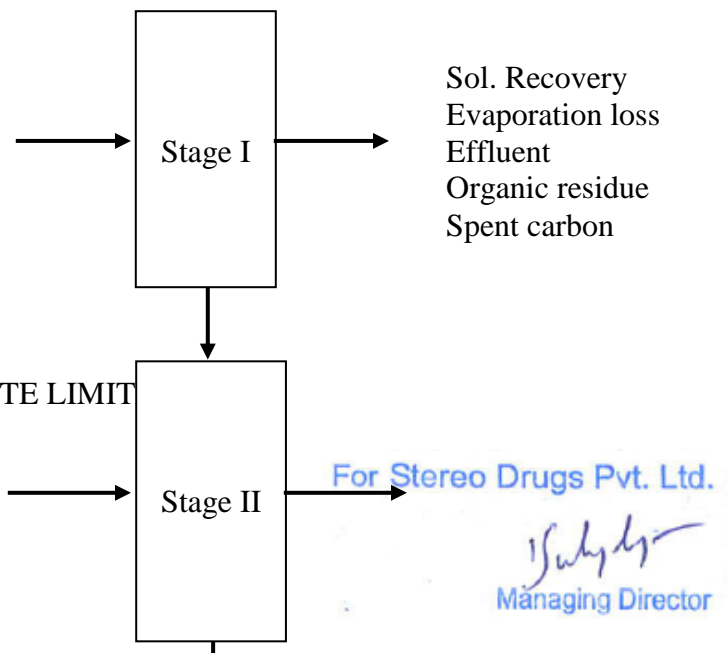 Sol. Recovery
Evaporation loss
Effluent
Organic residue
Spent carbon
Stage I
TE LIMIT
Stage II
For Stereo Drugs Pvt. Ltd.
Managing Director